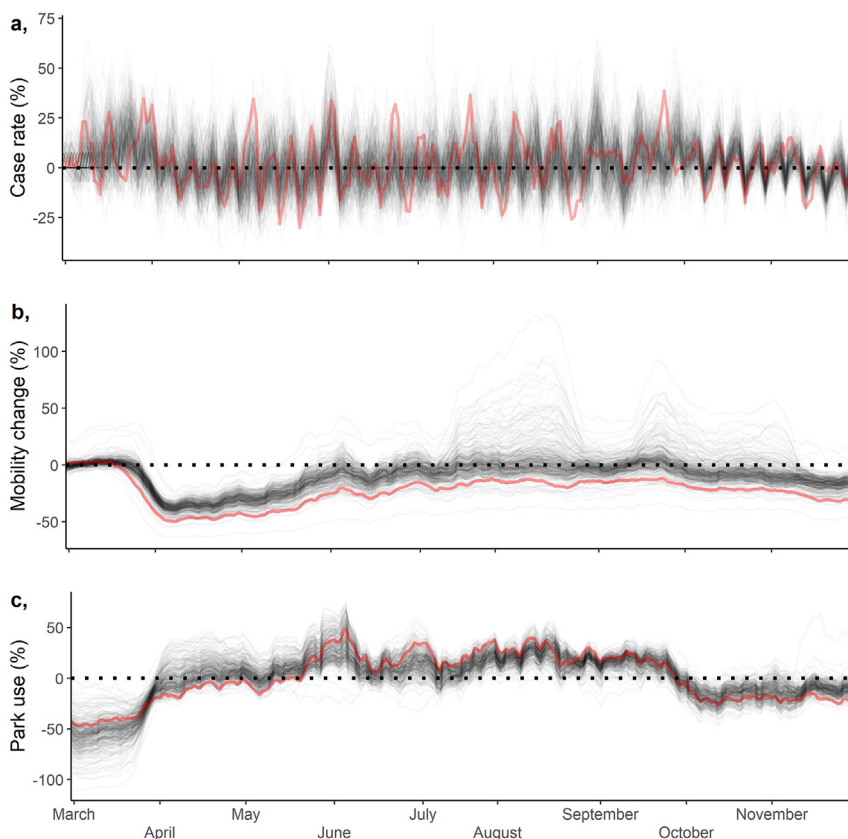 a,
75
50
25
0
-25
Case rate (%)
b,
100
50
0
-50
Mobility change (%)
c,
50
0
-50
-100
Park use (%)
March
May
July
September
November
April
June
August
October